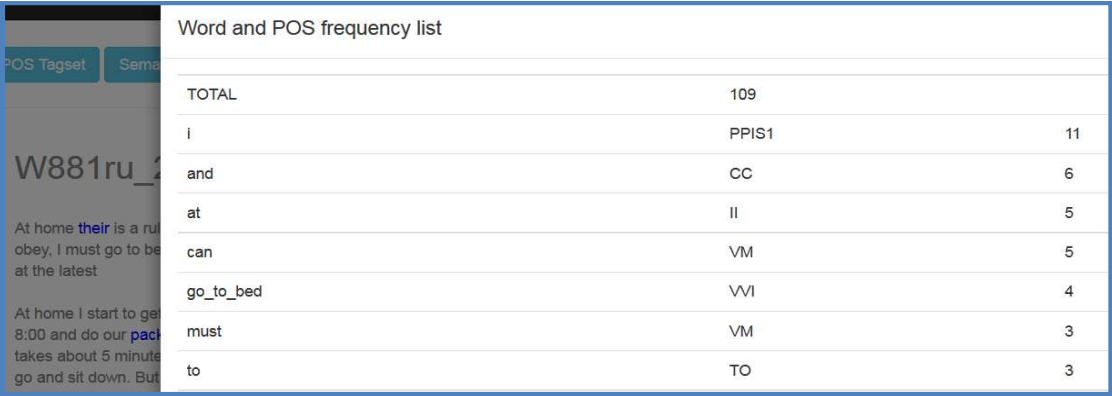 Word and POS frequency list
POS Tagset Sema
TOTAL 109
i PPIS1 11
W881ru_2
and CC 6
At home their is a rul
at II 5
obey, I must go to be
can VM 5
at the latest
go_to_bed VVI 4
At home I start to get
8:00 and do our pack
must VM 3
takes about 5 minute
to TO 3
go and sit down. But